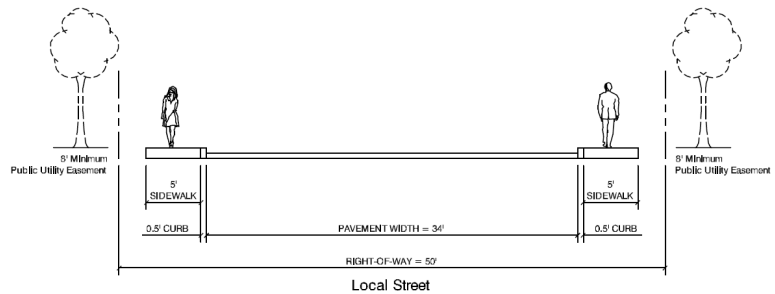 8' Minimum
Public Utility Easement
8' Minimum
Public Utility Easement
5'
SIDEWALK
5'
SIDEWALK
0.5' CURB
PAVEMENT WIDTH = 34'
0.5' CURB
RIGHT-OF-WAY = 50'
Local Street